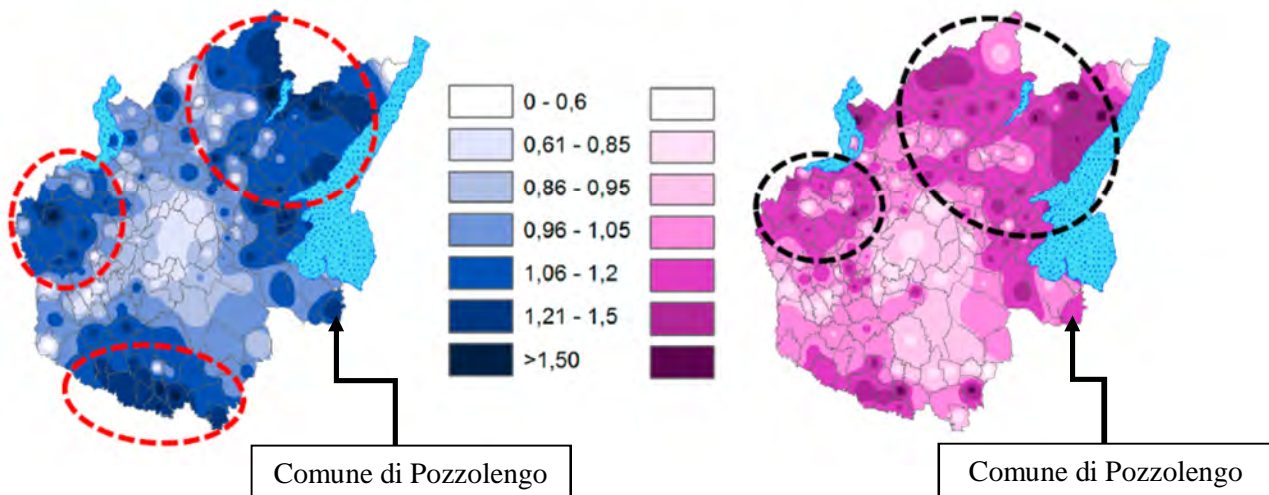 0 - 0,6
0,61 - 0,85
0,86 - 0,95
0,96 - 1,05
1,06 - 1,2
1,21 - 1,5
>1,50
Comune di Pozzolengo
Comune di Pozzolengo